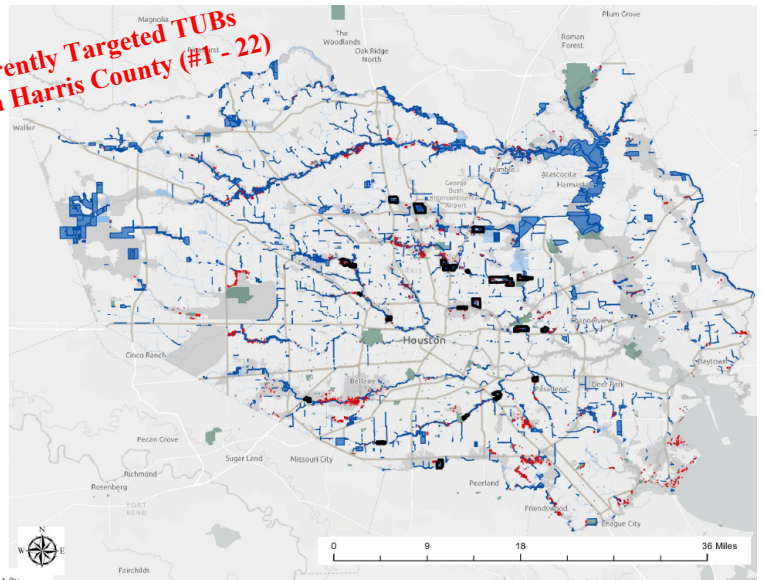 Magnolia
Plum Grove
The
Woodlands
Roman
Forest
rently Targeted TUBs
Harris County (#1 - 22)
Oak Ridge
North
Waller
Humble
Atascocita
George
Bush
Intercontinental
Airport
Channelview
Houston
Cinco Ranch
Baytown
Bellaire
Pasadena
Deer Park
Pecan Grove
Sugar Land
Missouri City
Richmond
Pearland
Rosenberg
FORT
BEND
Friendswood
League City
N
W
E
S
0
9
18
36 Miles
Fairchilds